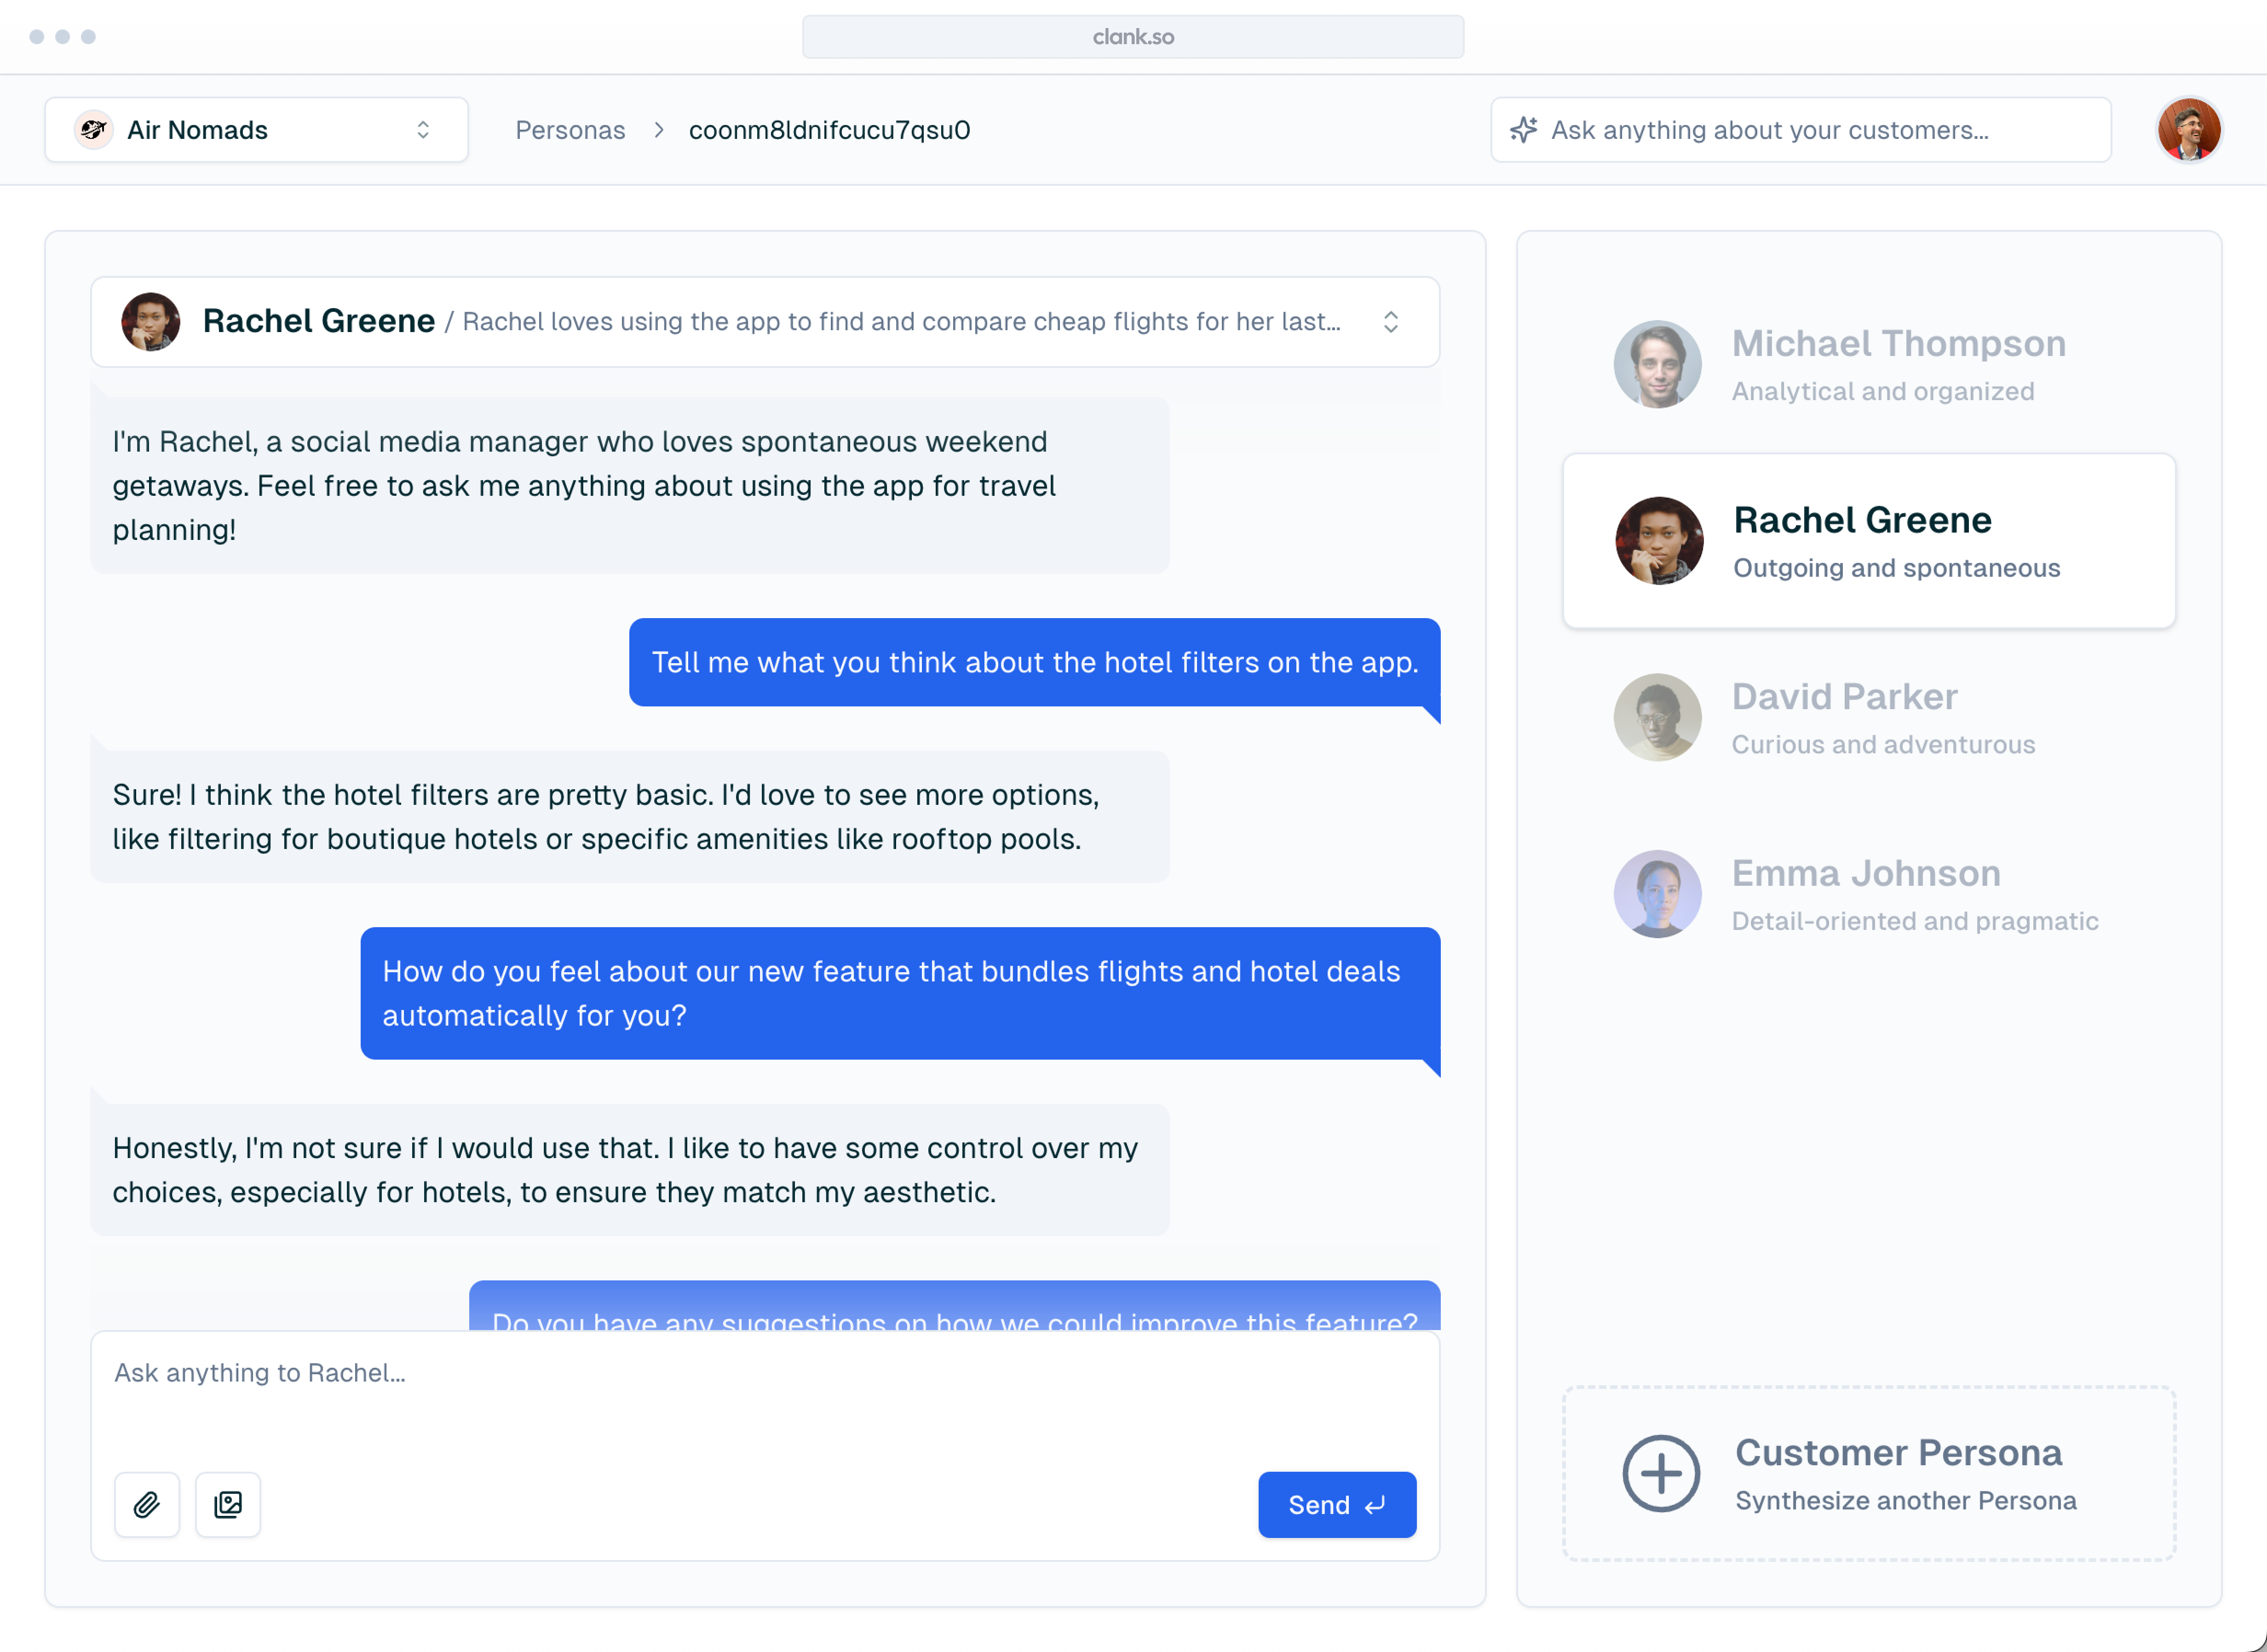 clank.so
Air Nomads
Personas > coonm8ldnifcucu7qsu0
Ask anything about your customers...
Rachel Greene / Rachel loves using the app to find and compare cheap flights for her last...
I'm Rachel, a social media manager who loves spontaneous weekend
getaways. Feel free to ask me anything about using the app for travel
planning!
Tell me what you think about the hotel filters on the app.
Sure! I think the hotel filters are pretty basic. I'd love to see more options,
like filtering for boutique hotels or specific amenities like rooftop pools.
How do you feel about our new feature that bundles flights and hotel deals
automatically for you?
Honestly, I'm not sure if I would use that. I like to have some control over my
choices, especially for hotels, to ensure they match my aesthetic.
Do you have any suggestions on how we could improve this feature?
Ask anything to Rachel...
Send
Michael Thompson
Analytical and organized
Rachel Greene
Outgoing and spontaneous
David Parker
Curious and adventurous
Emma Johnson
Detail-oriented and pragmatic
Customer Persona
Synthesize another Persona